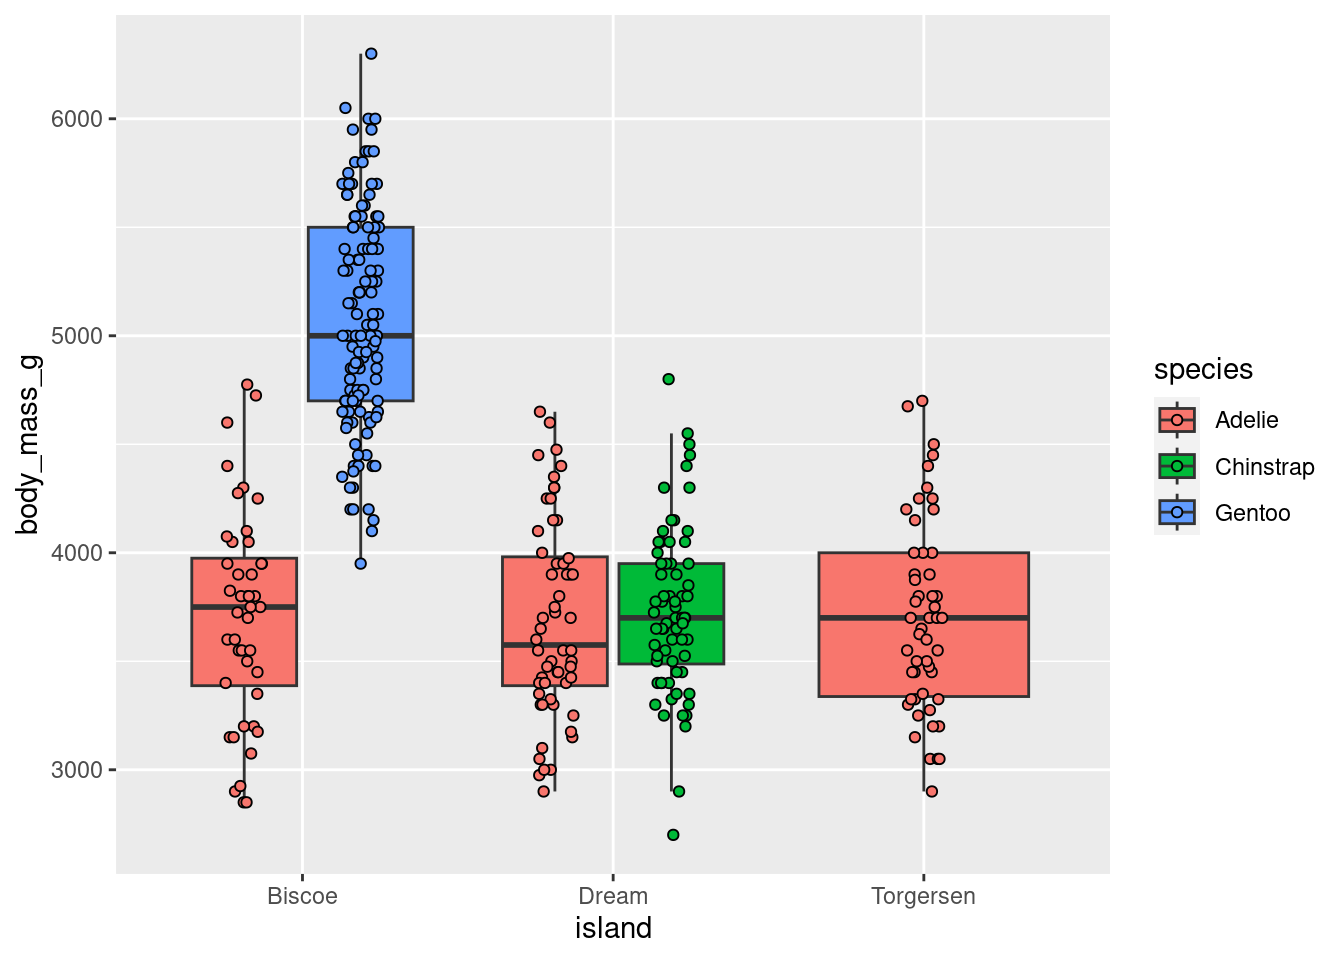 6000
5000
4000
3000
body_mass_g
Biscoe
Dream
Torgersen
island
species
Adelie
Chinstrap
Gentoo